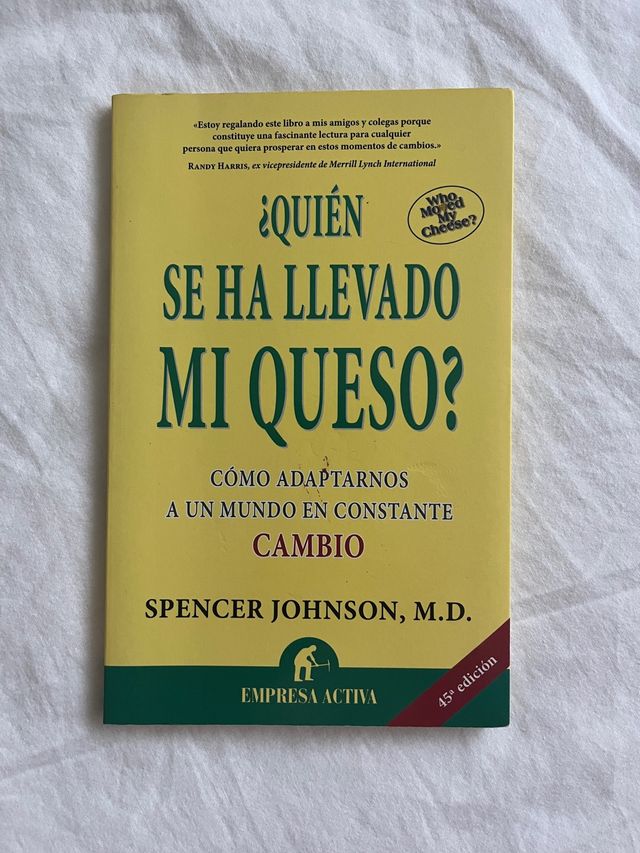 «Estoy regalando este libro a mis amigos y colegas porque
constituye una fascinante lectura para cualquier
persona que quiera prosperar en estos momentos de cambios.»
RANDY HARRIS, ex vicepresidente de Merrill Lynch International
Who
Moved
My
Cheese?
¿QUIÉN
SE HA LLEVADO
MI QUESO?
CÓMO ADAPTARNOS
A UN MUNDO EN CONSTANTE
CAMBIO
SPENCER JOHNSON, M.D.
EMPRESA ACTIVA
45ª edición